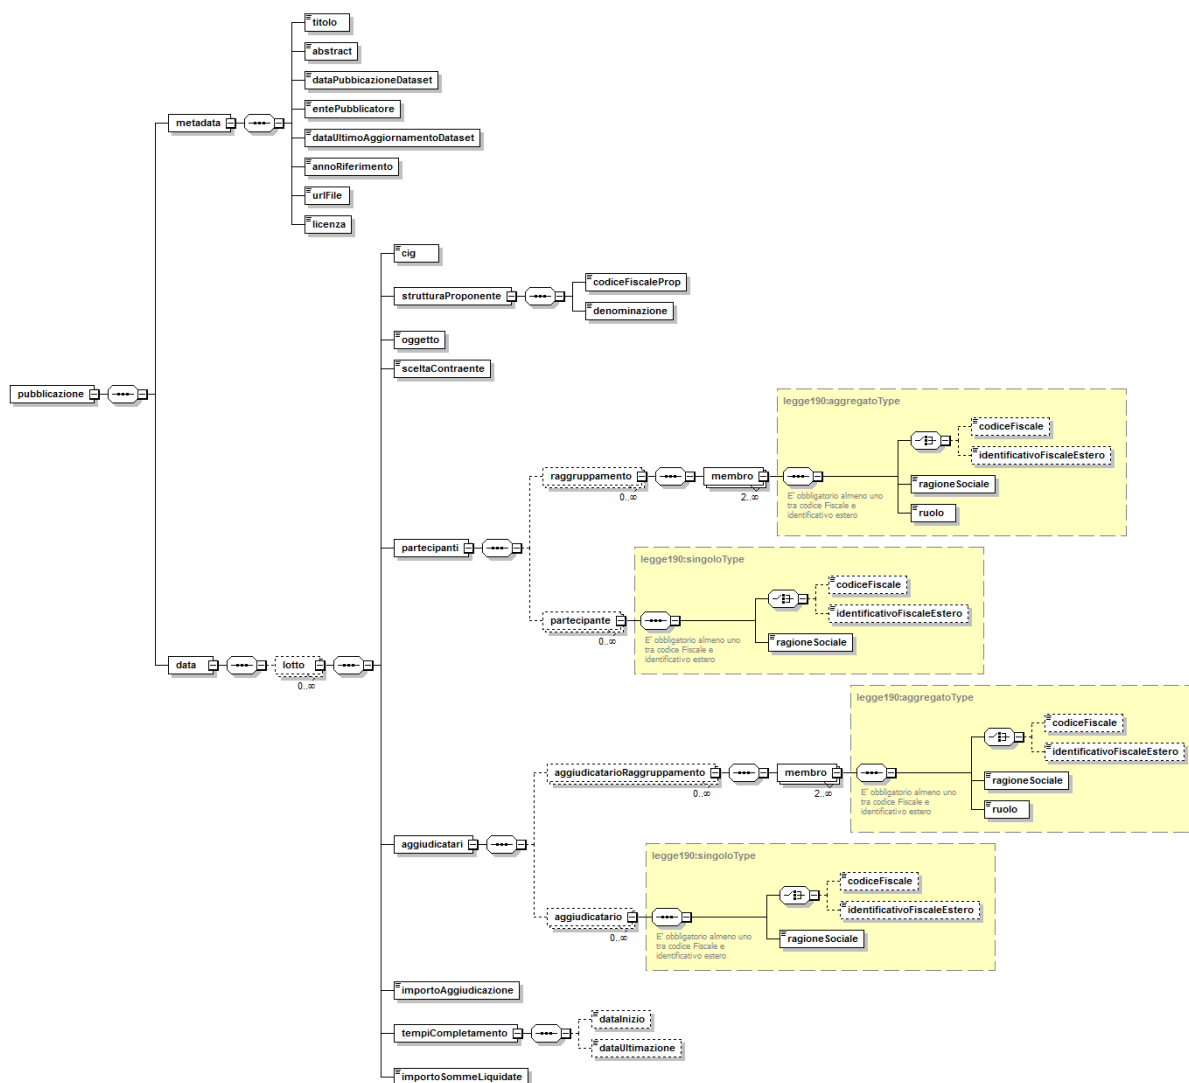 titolo
abstract
dataPubbicazioneDataset
entePubblicatore
metadata
dataUltimoAggiornamentoDataset
annoRiferimento
urlFile
licenza
cig
codiceFiscaleProp
strutturaProponente
denominazione
oggetto
sceltaContraente
pubblicazione
legge190:aggregatoType
codiceFiscale
identificativoFiscaleEstero
raggruppamento
0..∞
membro
2..∞
ragioneSociale
E' obbligatorio almeno uno
tra codice Fiscale e
identificativo estero
ruolo
partecipanti
legge190:singoloType
codiceFiscale
identificativoFiscaleEstero
partecipante
0..∞
E' obbligatorio almeno uno
tra codice Fiscale e
identificativo estero
ragioneSociale
data
lotto
0..∞
legge190:aggregatoType
codiceFiscale
identificativoFiscaleEstero
aggiudicatarioRaggruppamento
0..∞
membro
2..∞
ragioneSociale
E' obbligatorio almeno uno
tra codice Fiscale e
identificativo estero
ruolo
aggiudicatari
legge190:singoloType
codiceFiscale
identificativoFiscaleEstero
aggiudicatario
0..∞
E' obbligatorio almeno uno
tra codice Fiscale e
identificativo estero
ragioneSociale
importoAggiudicazione
dataInizio
tempiCompletamento
dataUltimazione
importoSommeLiquidate